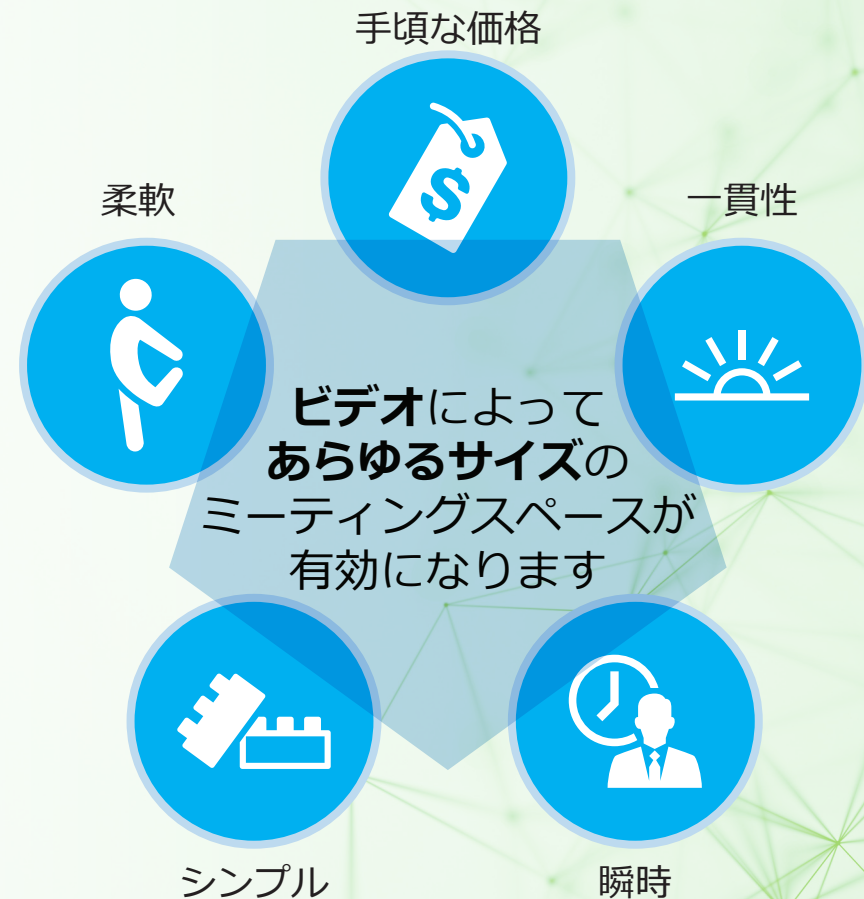 手頃な価格
柔軟
一貫性
$
ビデオによって
あらゆるサイズの
ミーティングスペースが
有効になります
シンプル
瞬時